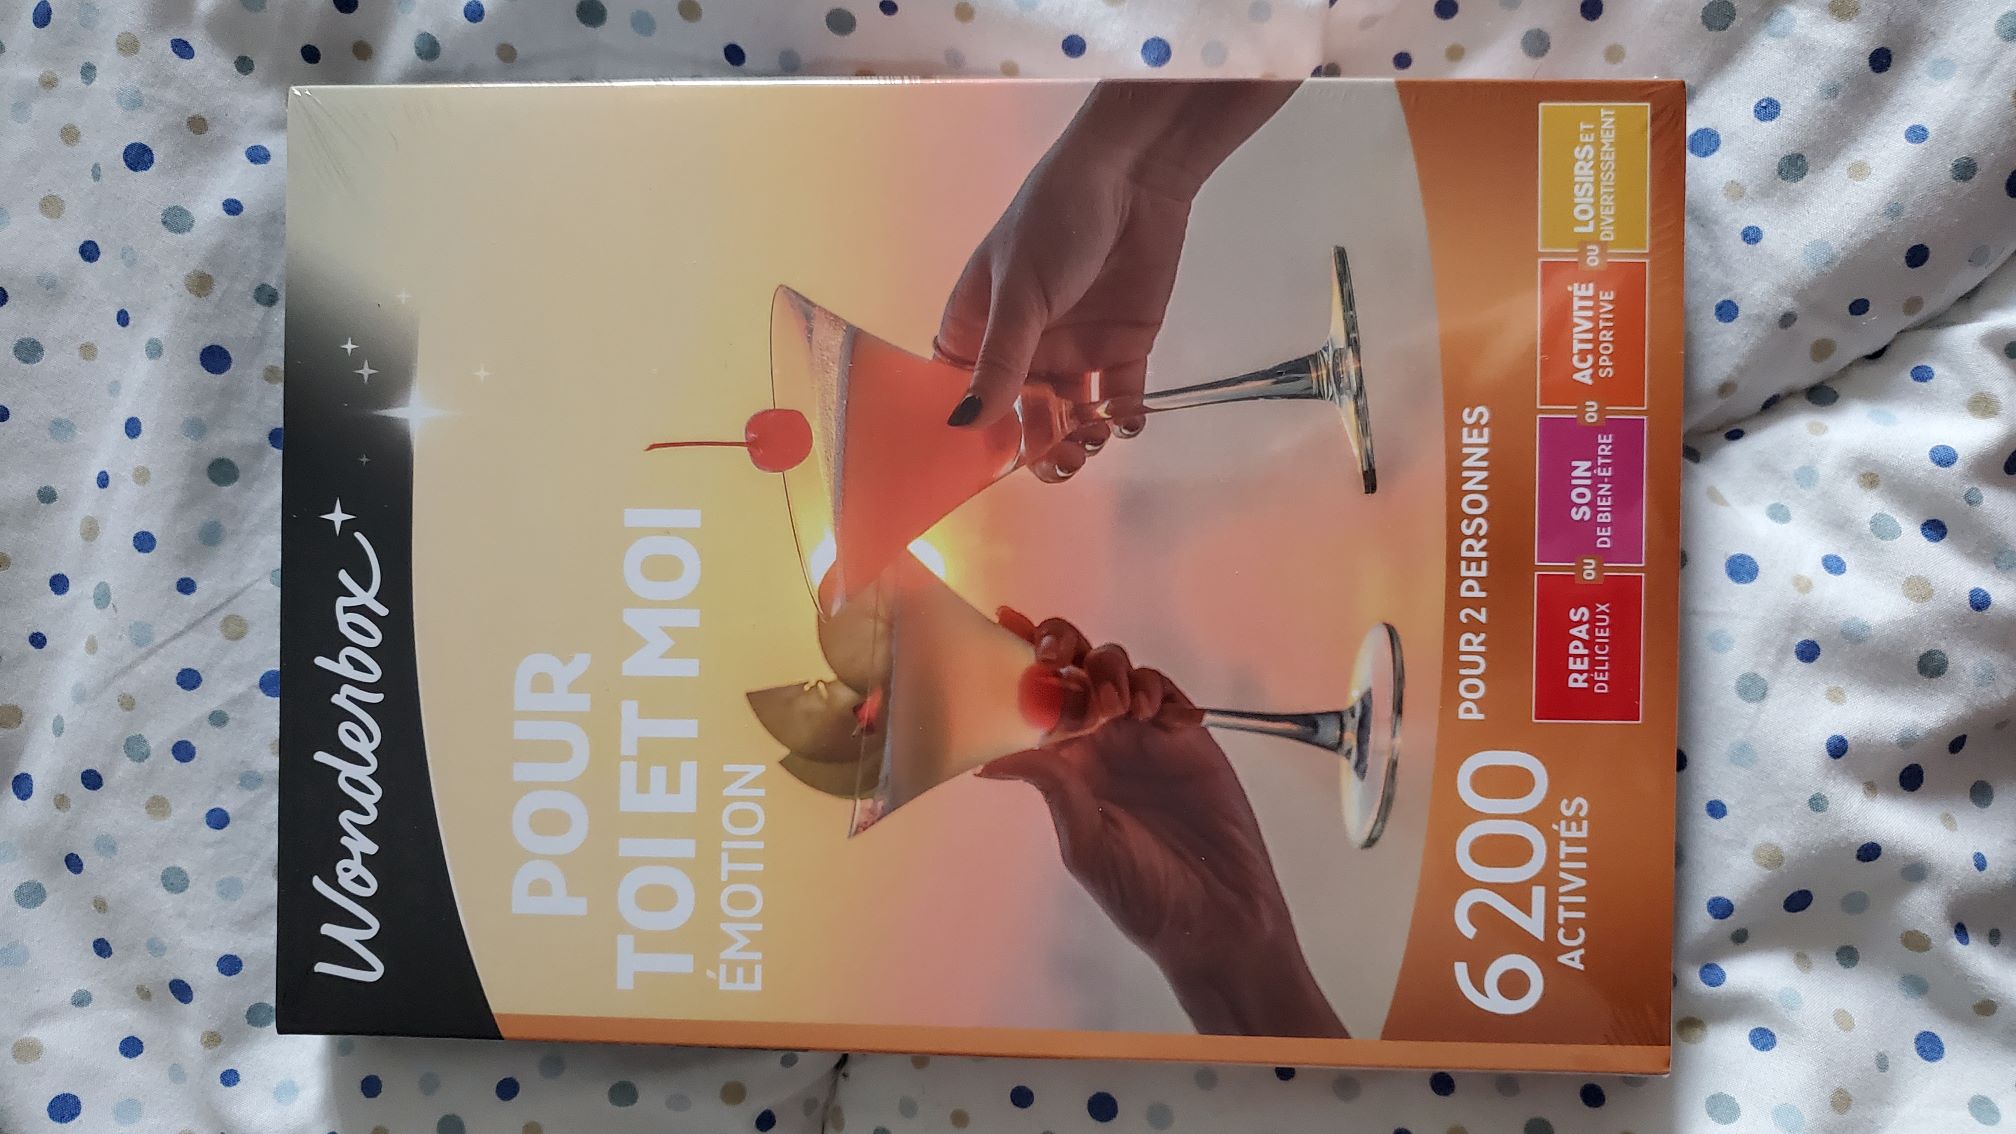 Wonderbox
POUR
TOI ET MOI
ÉMOTION
6 200
ACTIVITÉS
POUR 2 PERSONNES
REPAS
DÉLICIEUX
OU
SOIN
DE BIEN-ÊTRE
OU
ACTIVITÉ
SPORTIVE
OU
LOISIRS ET
DIVERTISSEMENT